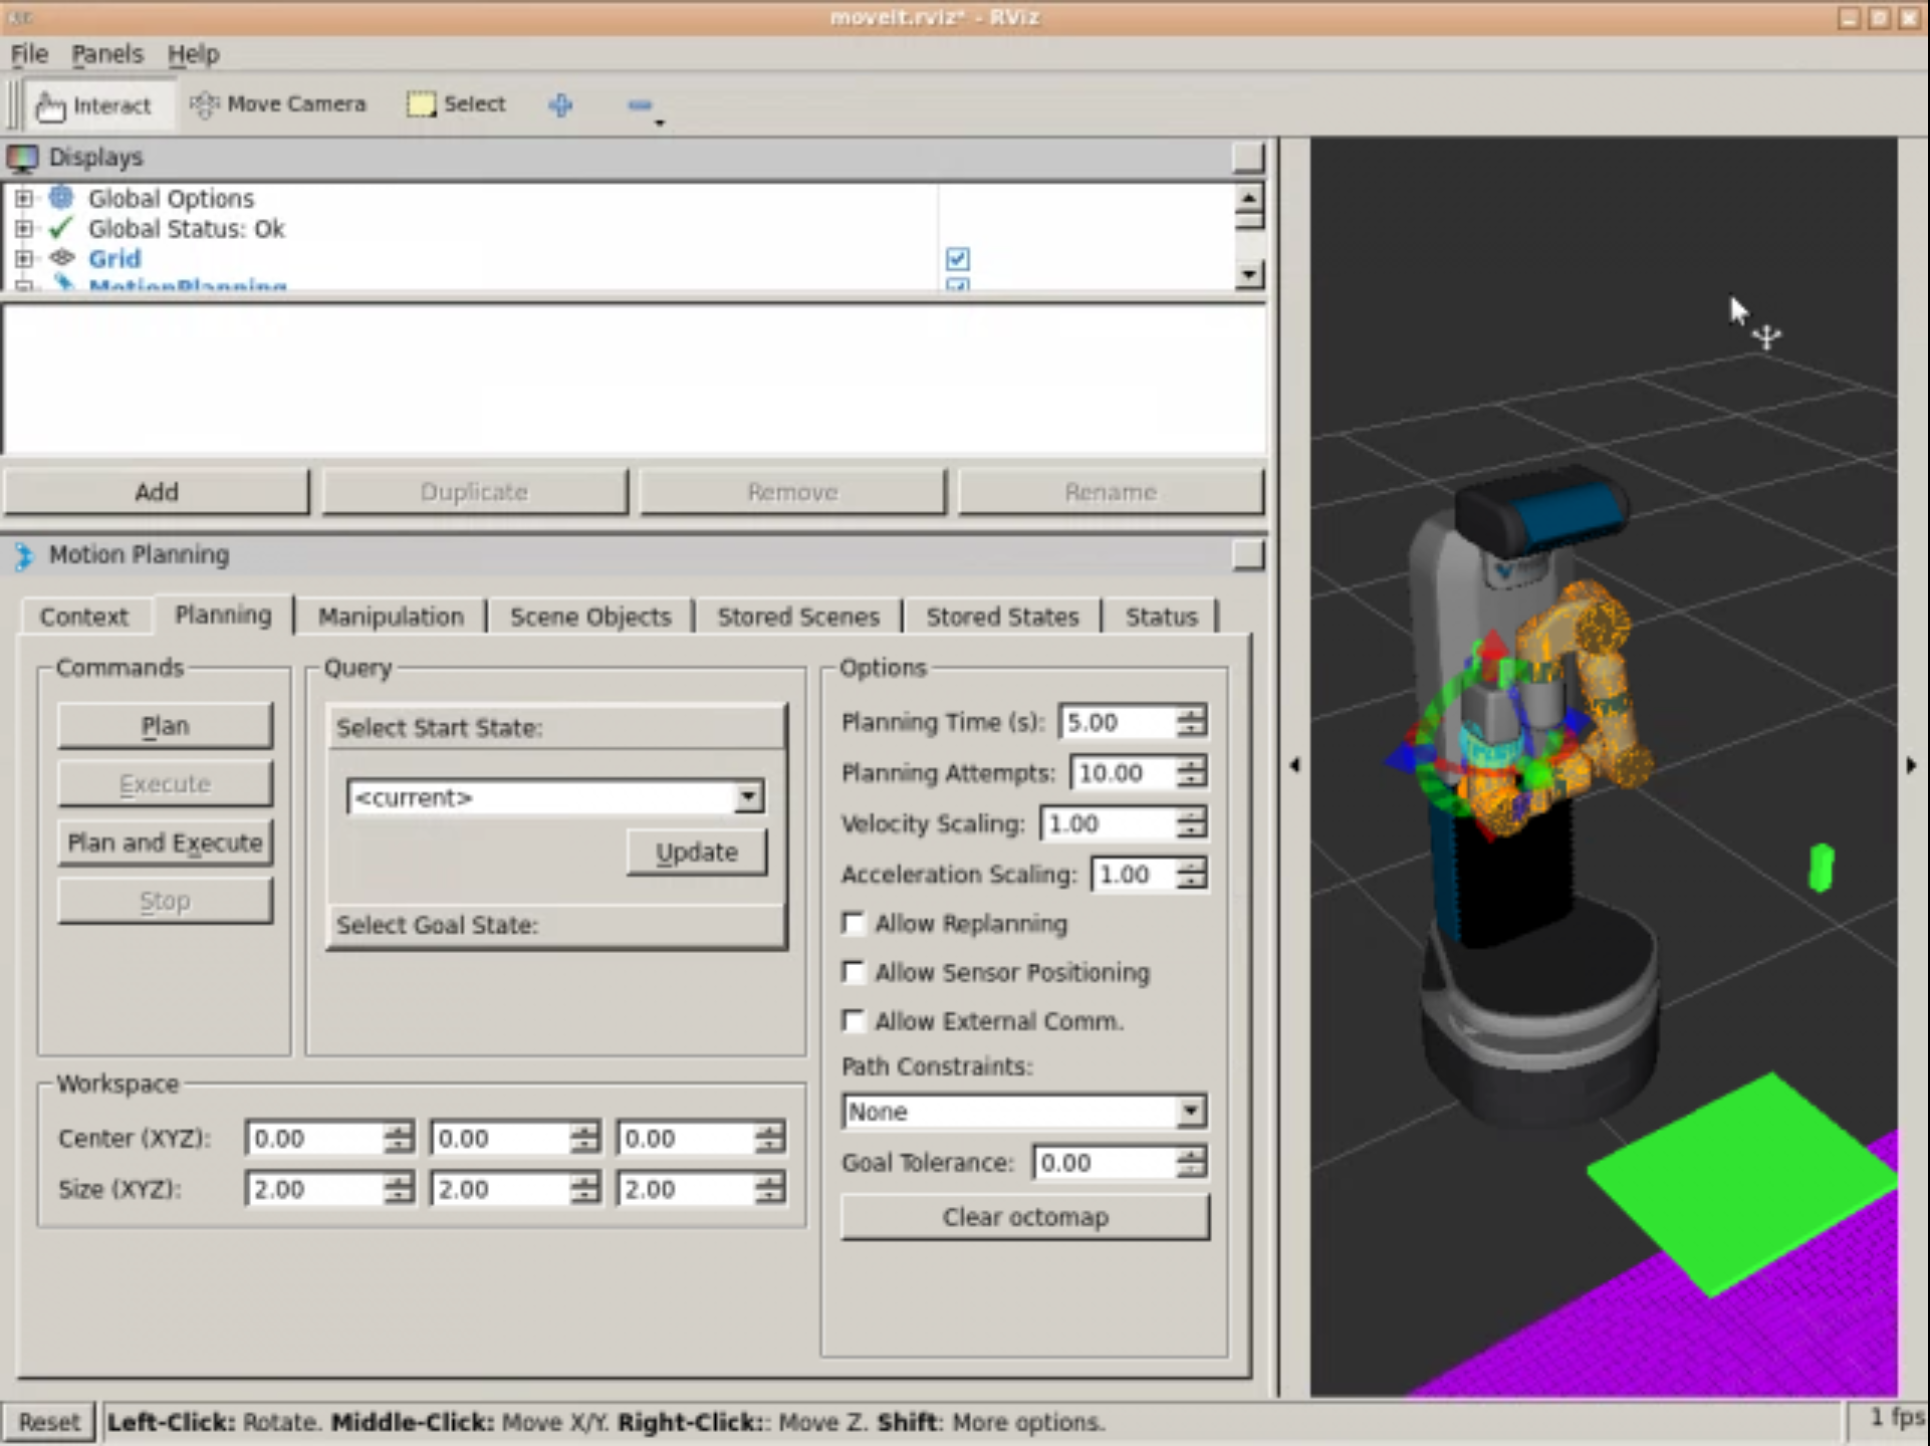 moveit.rviz* - RViz
File Panels Help
Interact Move Camera Select
Displays
Global Options
Global Status: Ok
Grid
MotionPlanning
Add Duplicate Remove Rename
Motion Planning
Context Planning Manipulation Scene Objects Stored Scenes Stored States Status
Commands
Plan
Execute
Plan and Execute
Stop
Query
Select Start State:
<current>
Update
Select Goal State:
Workspace
Center (XYZ): 0.00 0.00 0.00
Size (XYZ): 2.00 2.00 2.00
Options
Planning Time (s): 5.00
Planning Attempts: 10.00
Velocity Scaling: 1.00
Acceleration Scaling: 1.00
Allow Replanning
Allow Sensor Positioning
Allow External Comm.
Path Constraints:
None
Goal Tolerance: 0.00
Clear octomap
Reset Left-Click: Rotate. Middle-Click: Move X/Y. Right-Click:: Move Z. Shift: More options. 1 fps